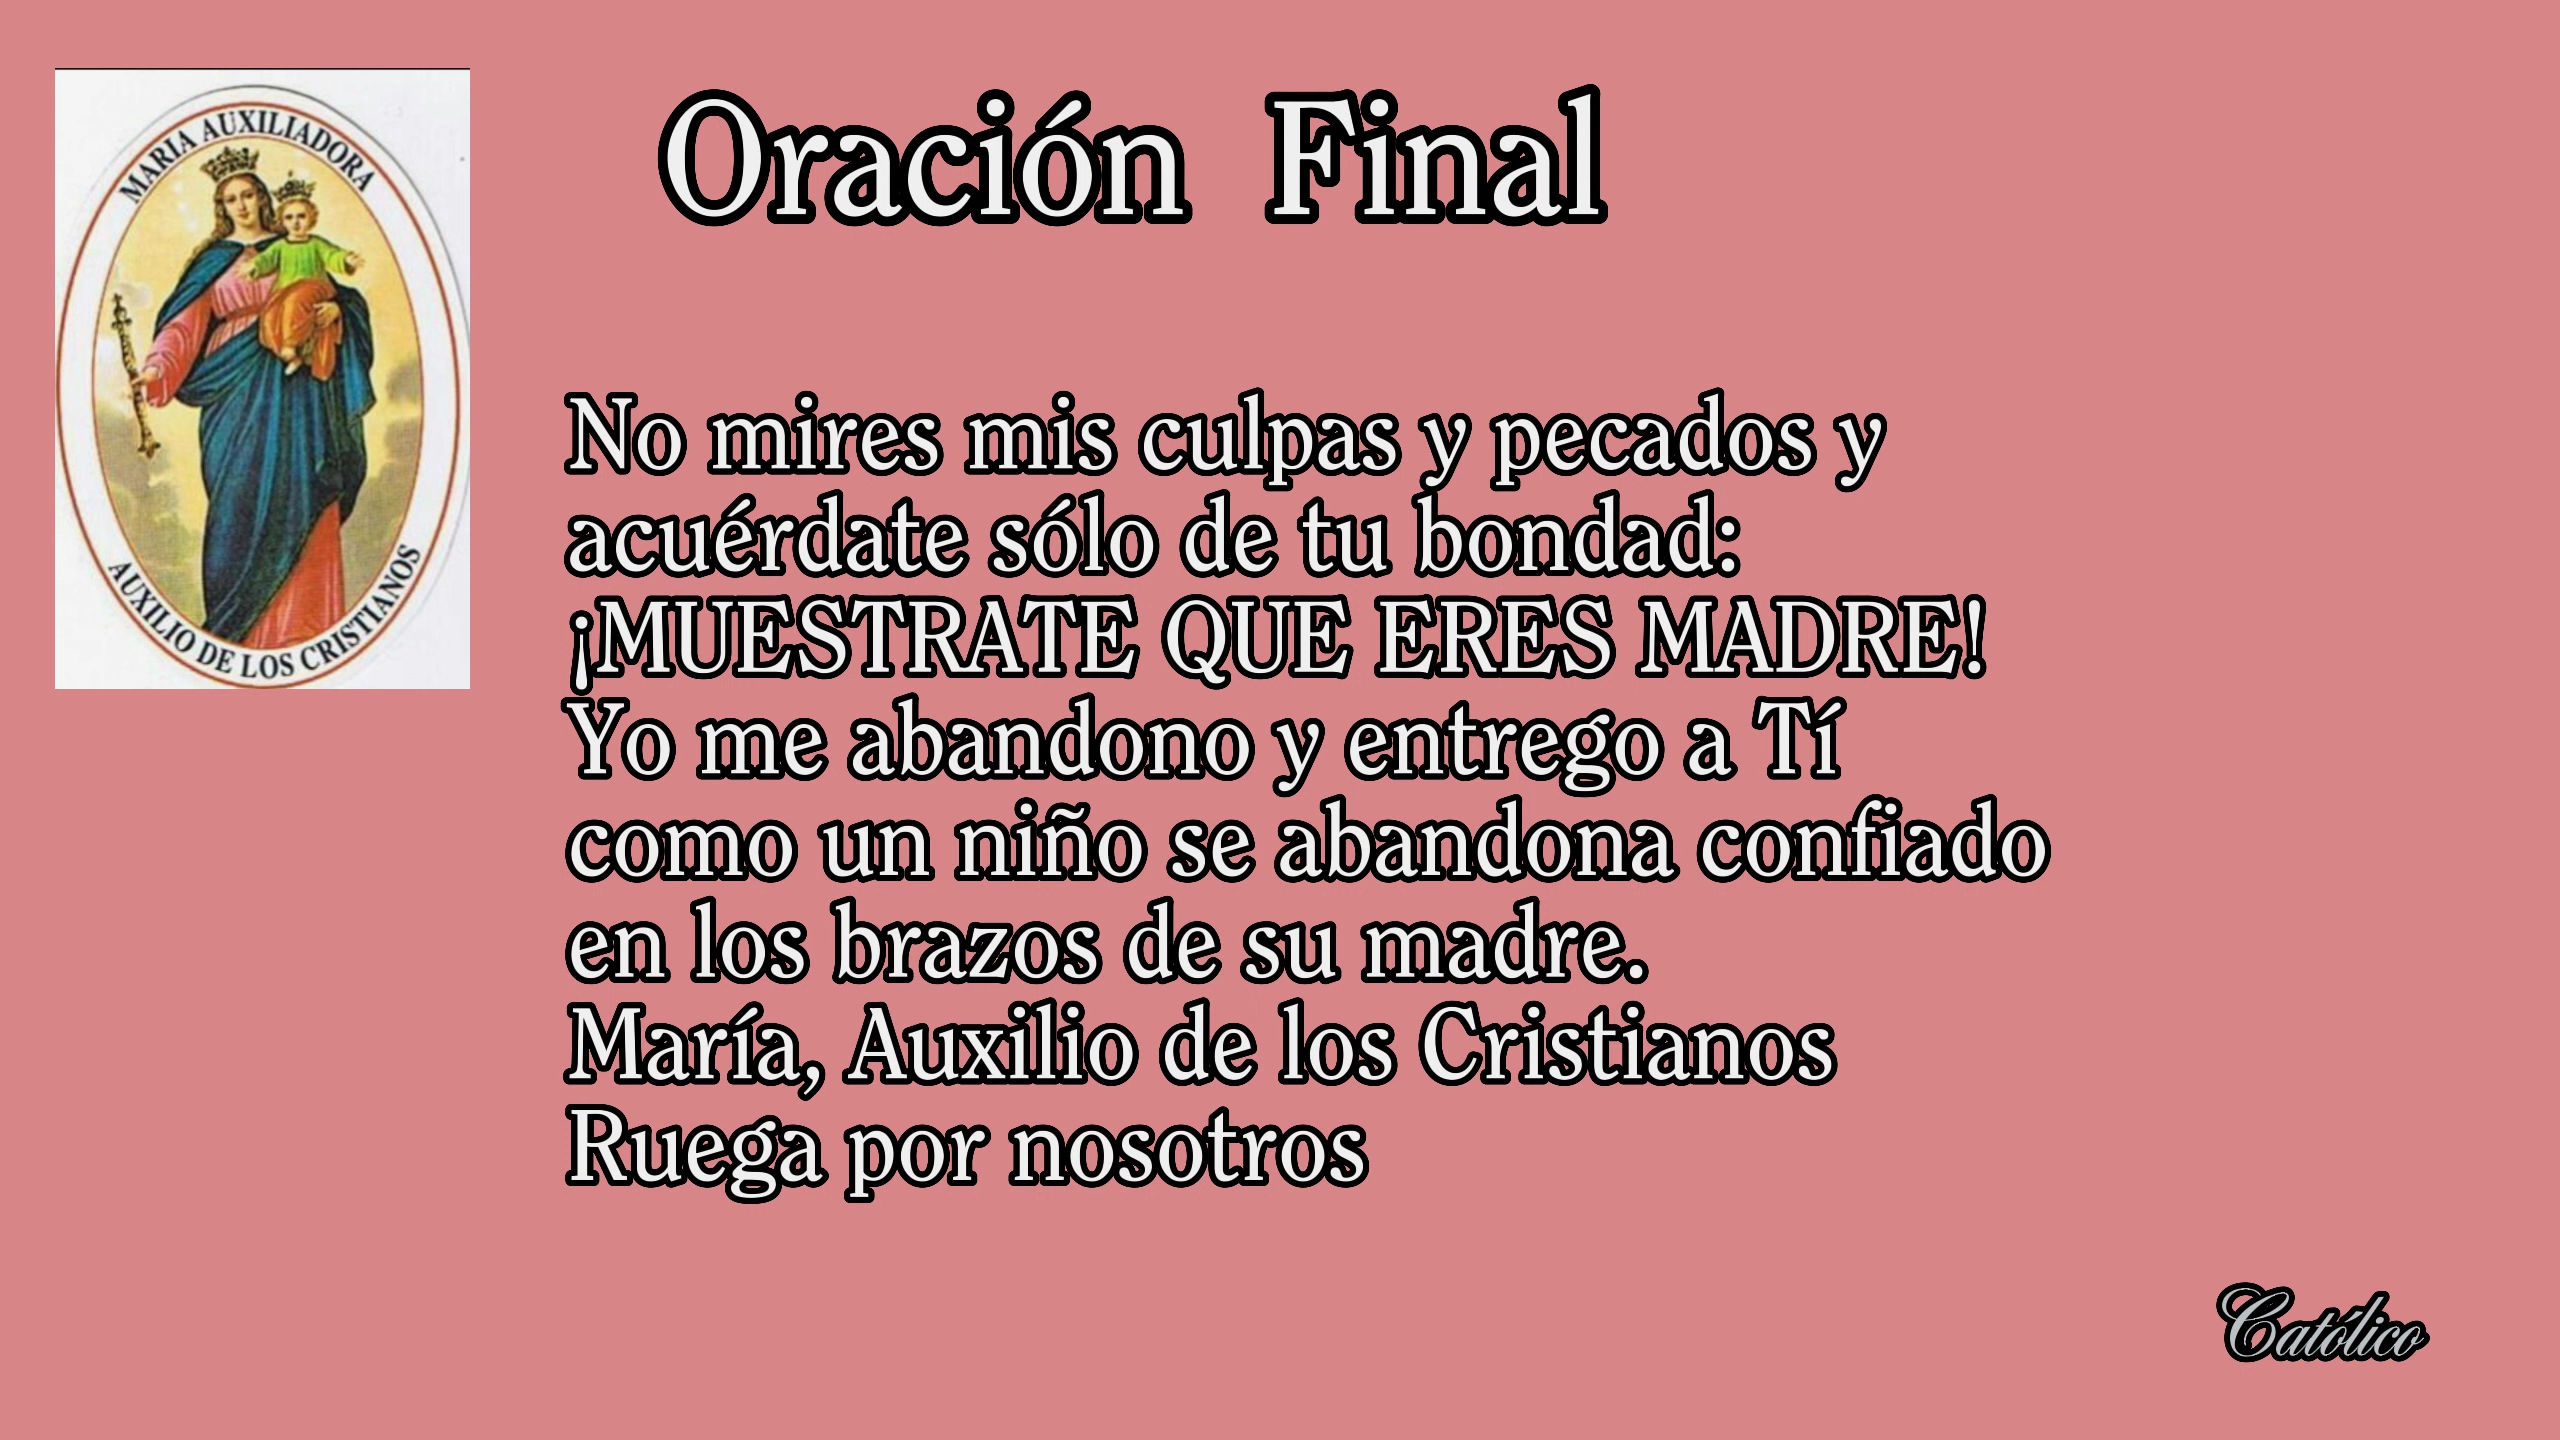 MARIA AUXILIADORA
AUXILIO DE LOS CRISTIANOS
Oración Final
No mires mis culpas y pecados y
acuérdate sólo de tu bondad:
¡MUESTRATE QUE ERES MADRE!
Yo me abandono y entrego a Tí
como un niño se abandona confiado
en los brazos de su madre.
María, Auxilio de los Cristianos
Ruega por nosotros
Católico